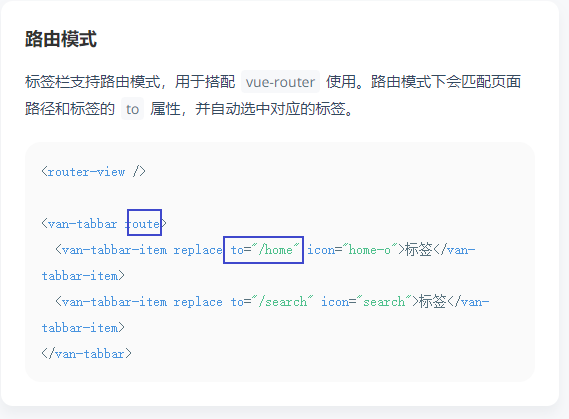 路由模式
标签栏支持路由模式，用于搭配 vue-router 使用。路由模式下会匹配页面
路径和标签的 to 属性，并自动选中对应的标签。
<router-view />
<van-tabbar route>
<van-tabbar-item replace to="/home" icon="home-o">标签</van-
tabbar-item>
<van-tabbar-item replace to="/search" icon="search">标签</van-
tabbar-item>
</van-tabbar>